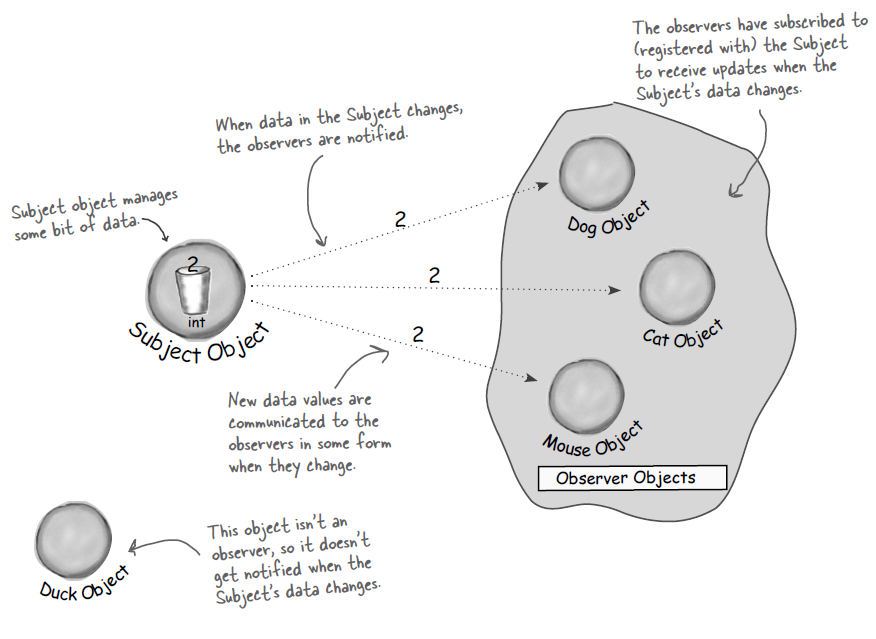 The observers have subscribed to
(registered with) the Subject
to receive updates when the
Subject's data changes.
When data in the Subject changes,
the observers are notified.
Subject object manages
some bit of data.
2
int
Subject Object
2
2
2
Dog Object
Cat Object
Mouse Object
Observer Objects
New data values are
communicated to the
observers in some form
when they change.
Duck Object
This object isn't an
observer, so it doesn't
get notified when the
Subject's data changes.